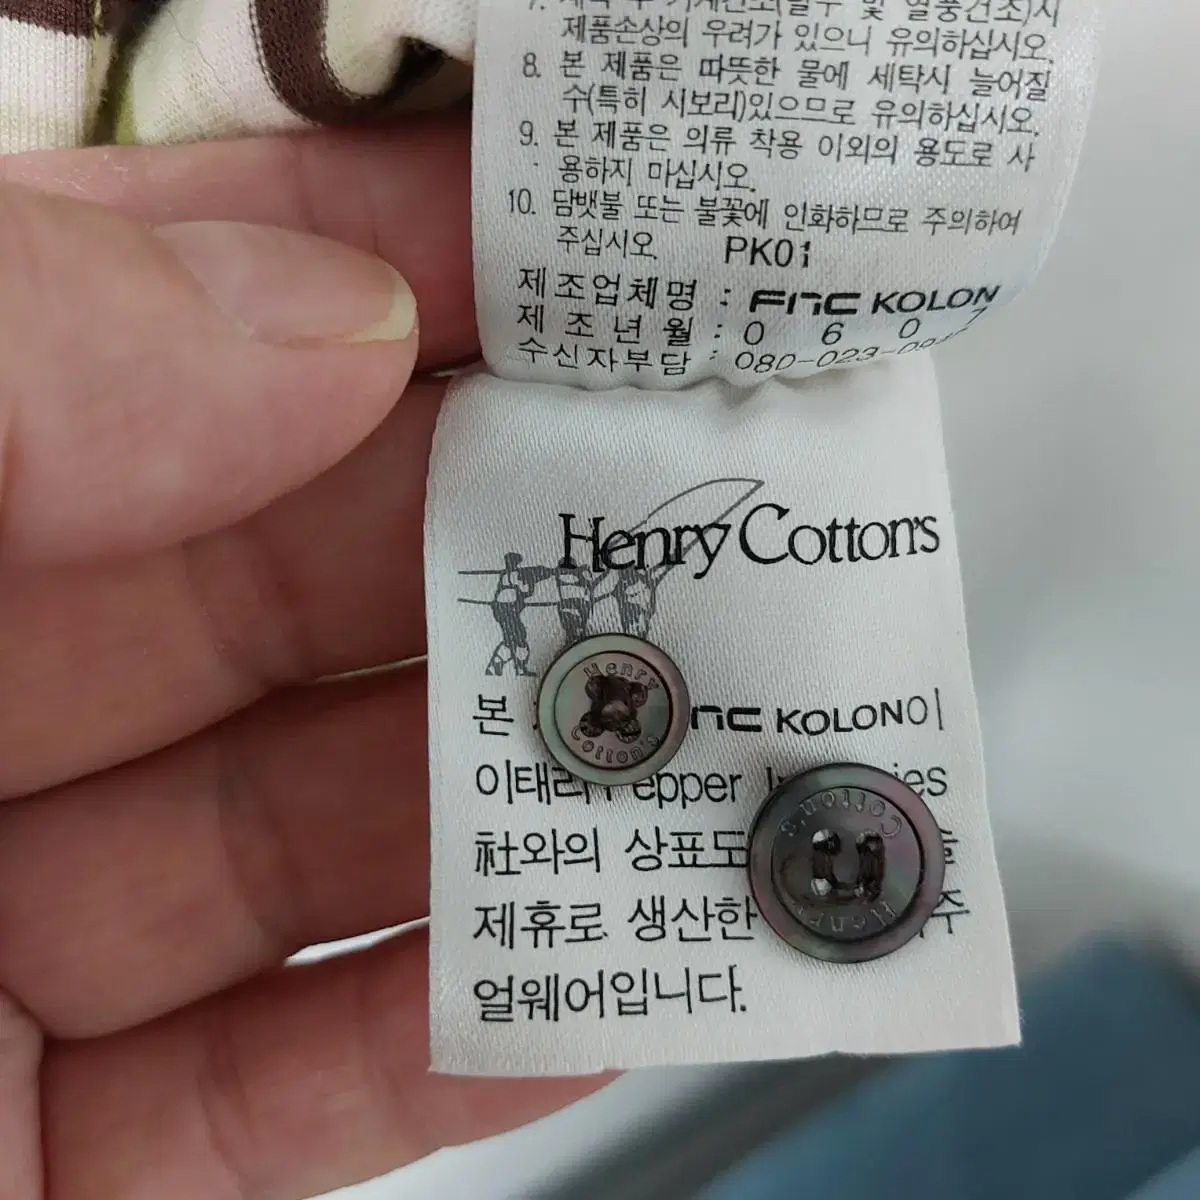 제품손상의 우려가 있으니 유의하십시오.
8. 본 제품은 따뜻한 물에 세탁시 늘어질
수(특히 시보리)있으므로 유의하십시오.
9. 본 제품은 의류 착용 이외의 용도로 사
용하지 마십시오.
10. 담뱃불 또는 불꽃에 인화하므로 주의하여
주십시오 PK01
제조업체명 : FnC KOLON
제 조 년 월 : 0 6 0 7
수신자부담 : 080-023-
Henry Cotton's
본 KOLON이
이태리 epper
社와의 상표도
제휴로 생산한
얼웨어입니다.
Henry
Cotton's
Henry
Cotton's